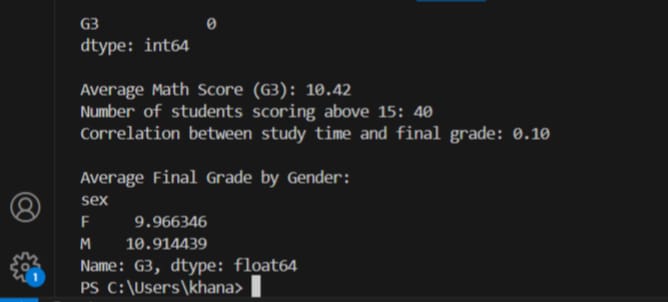 G3 0
dtype: int64
Average Math Score (G3): 10.42
Number of students scoring above 15: 40
Correlation between study time and final grade: 0.10
Average Final Grade by Gender:
sex
F 9.966346
M 10.914439
Name: G3, dtype: float64
1
PS C:\Users\khana>